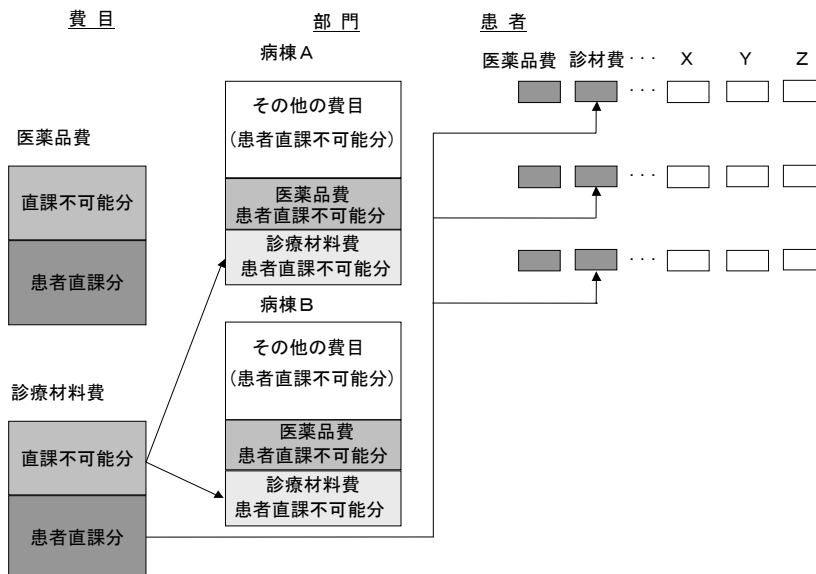 費 目
部 門
患 者
病棟A
医薬品費 診材費 ・・・ X Y Z
その他の費目
(患者直課不可能分)
・・・
医薬品費
直課不可能分
患者直課分
医薬品費
患者直課不可能分
診療材料費
患者直課不可能分
・・・
・・・
病棟B
その他の費目
(患者直課不可能分)
診療材料費
直課不可能分
患者直課分
医薬品費
患者直課不可能分
診療材料費
患者直課不可能分